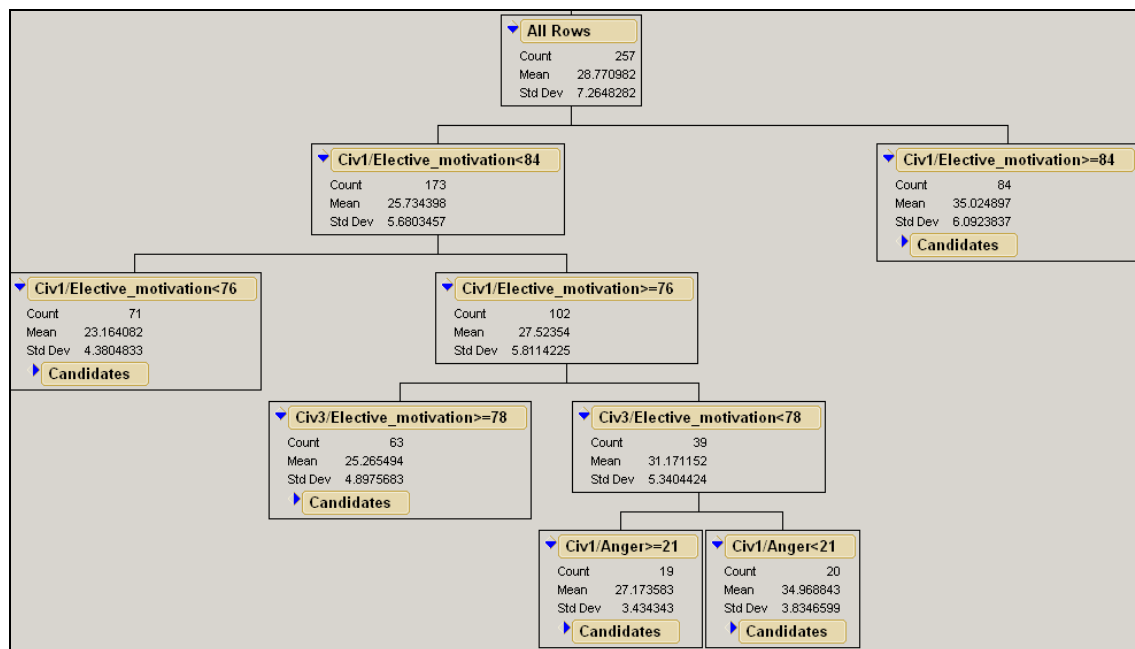 All Rows
Count 257
Mean 28.770982
Std Dev 7.2648282
Civ1/Elective_motivation<84
Count 173
Mean 25.734398
Std Dev 5.6803457
Civ1/Elective_motivation>=84
Count 84
Mean 35.024897
Std Dev 6.0923837
Candidates
Civ1/Elective_motivation<76
Count 71
Mean 23.164082
Std Dev 4.3804833
Candidates
Civ1/Elective_motivation>=76
Count 102
Mean 27.52354
Std Dev 5.8114225
Civ3/Elective_motivation>=78
Count 63
Mean 25.265494
Std Dev 4.8975683
Candidates
Civ3/Elective_motivation<78
Count 39
Mean 31.171152
Std Dev 5.3404424
Civ1/Anger>=21
Count 19
Mean 27.173583
Std Dev 3.434343
Candidates
Civ1/Anger<21
Count 20
Mean 34.968843
Std Dev 3.8346599
Candidates